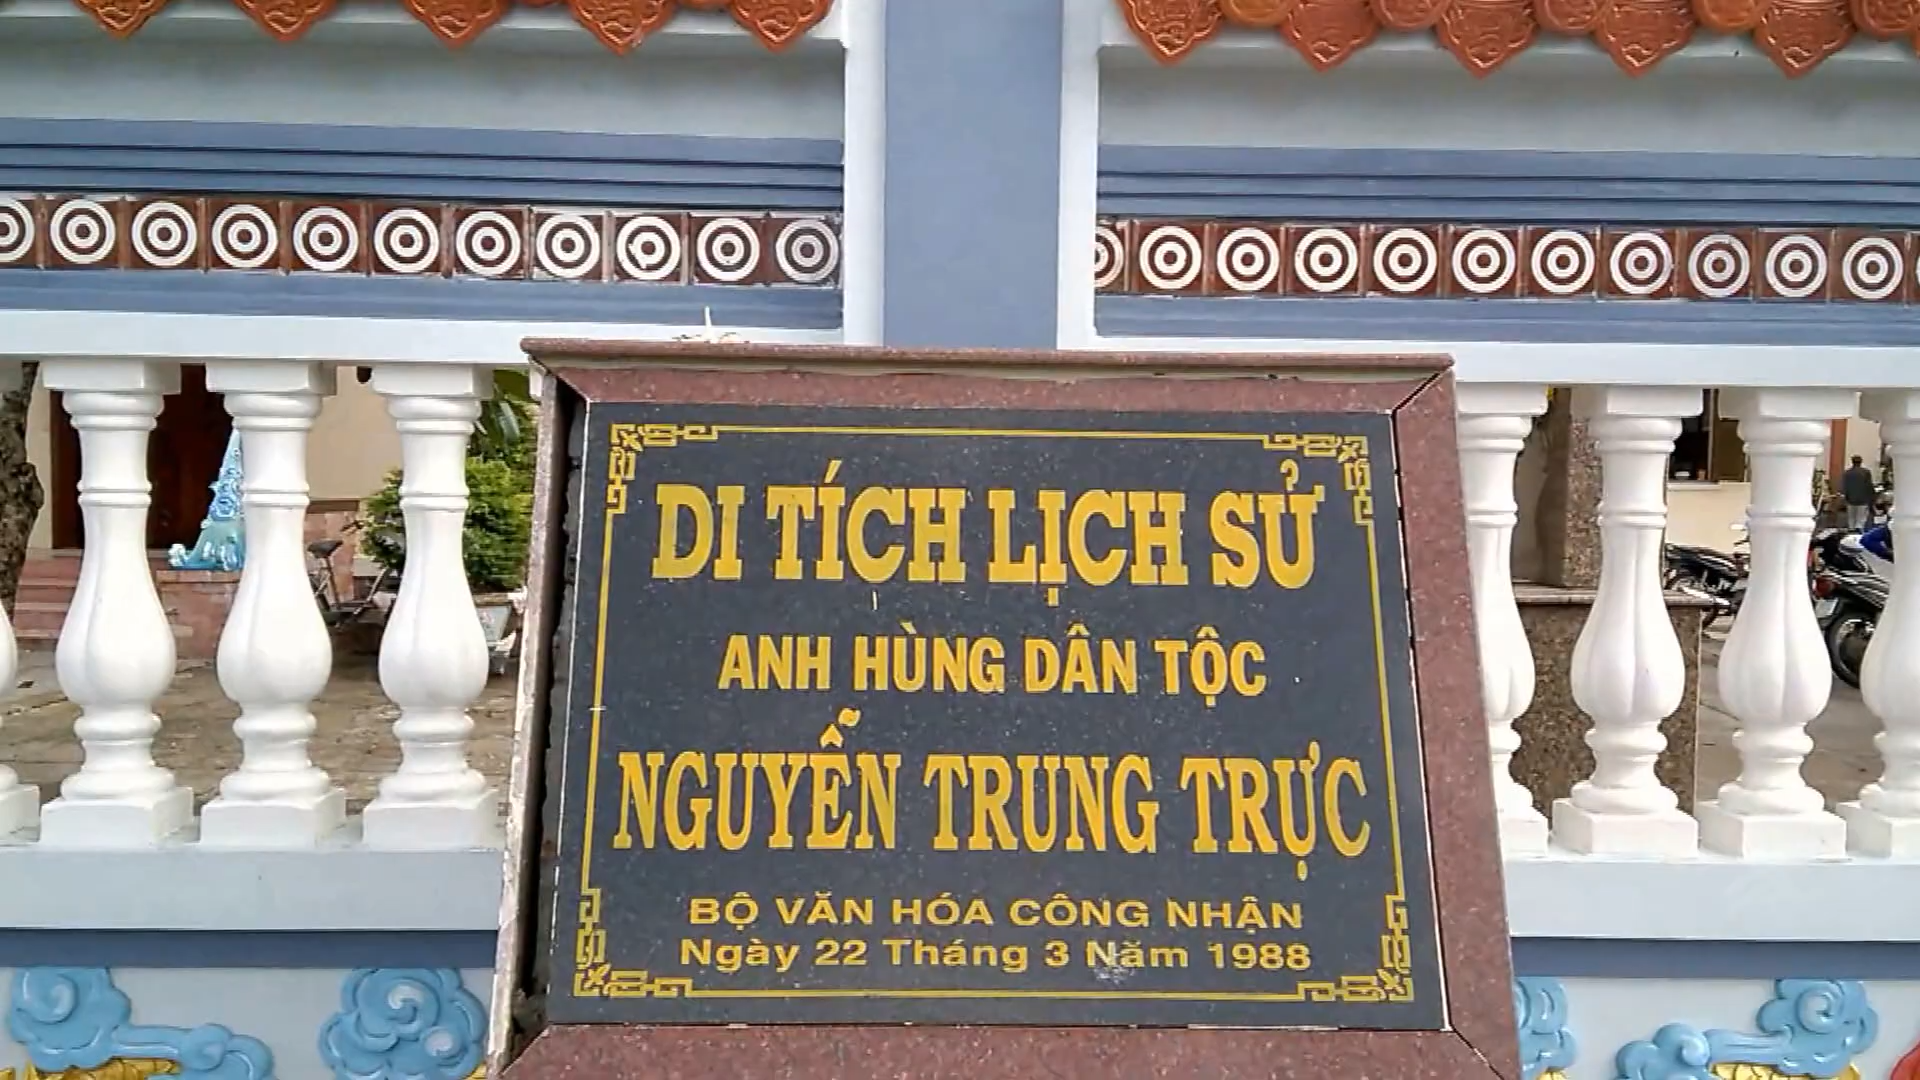 DI TÍCH LỊCH SỬ
ANH HÙNG DÂN TỘC
NGUYỄN TRUNG TRỰC
BỘ VĂN HÓA CÔNG NHẬN
Ngày 22 Tháng 3 Năm 1988